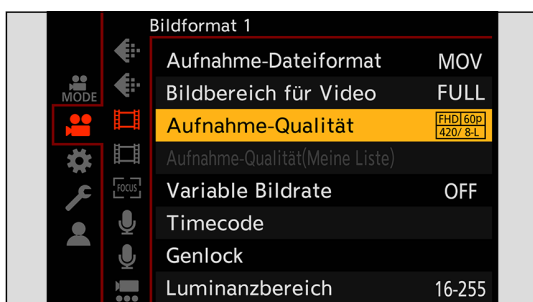 Bildformat 1
Aufnahme-Dateiformat MOV
MODE
Bildbereich für Video FULL
Aufnahme-Qualität FHD 60p
420/ 8-L
Aufnahme-Qualität(Meine Liste)
FOCUS
Variable Bildrate OFF
Timecode
Genlock
Luminanzbereich 16-255